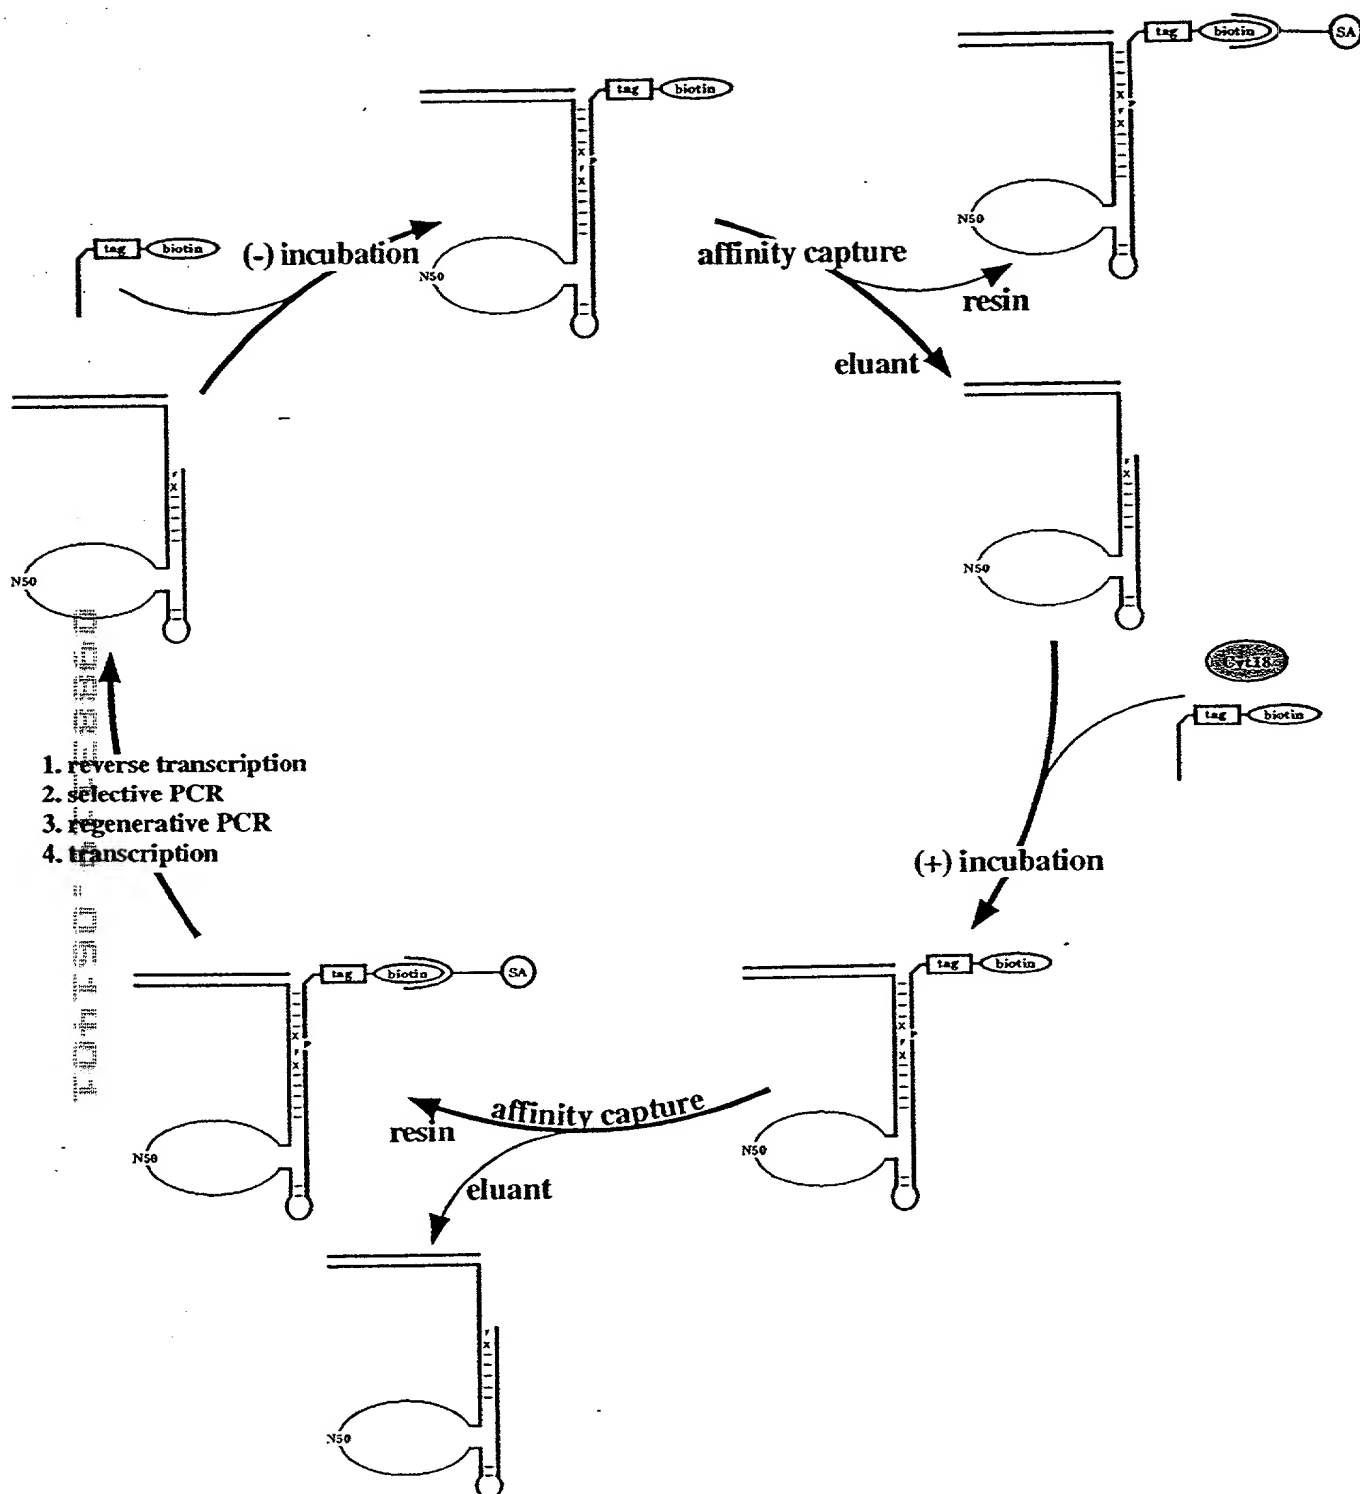 tag
biotin
SA
tag
biotin
N50
tag
biotin
(-) incubation
N50
affinity capture
resin
eluant
N50
N50
Cyt18
tag
biotin
1. reverse transcription
2. selective PCR
3. regenerative PCR
4. transcription
(+) incubation
tag
biotin
SA
tag
biotin
affinity capture
resin
N50
N50
eluant
N50